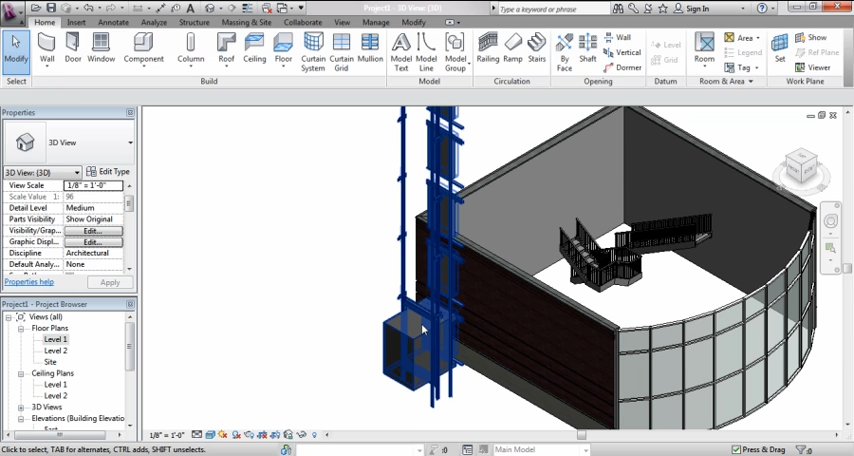 Project1 - 3D View: {3D}
Type a keyword or phrase
Sign In
Home Insert Annotate Analyze Structure Massing & Site Collaborate View Manage Modify
Modify Wall Door Window Component Column Roof Ceiling Floor Curtain System Curtain Grid Mullion Model Text Model Line Model Group Railing Ramp Stairs By Face Shaft Wall Vertical Dormer Level Grid Room Area Legend Tag Set Show Ref Plane Viewer
Select Build Model Circulation Opening Datum Room & Area Work Plane
Properties
3D View
3D View: {3D} Edit Type
View Scale 1/8" = 1'-0"
Scale Value 1: 96
Detail Level Medium
Parts Visibility Show Original
Visibility/Grap... Edit...
Graphic Displ... Edit...
Discipline Architectural
Default Analy... None
Properties help Apply
Project1 - Project Browser
Views (all)
Floor Plans
Level 1
Level 2
Site
Ceiling Plans
Level 1
Level 2
3D Views
Elevations (Building Elevatio
East
1/8" = 1'-0"
Click to select, TAB for alternates, CTRL adds, SHIFT unselects.
:0
Main Model
Press & Drag
:0